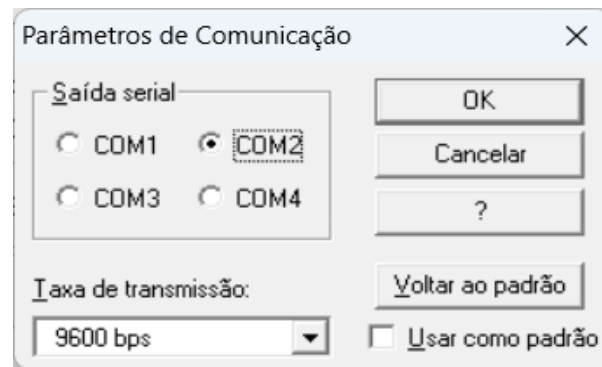 Parâmetros de Comunicação
Saída serial
COM1 COM2
COM3 COM4
Taxa de transmissão:
9600 bps
OK
Cancelar
?
Voltar ao padrão
Usar como padrão